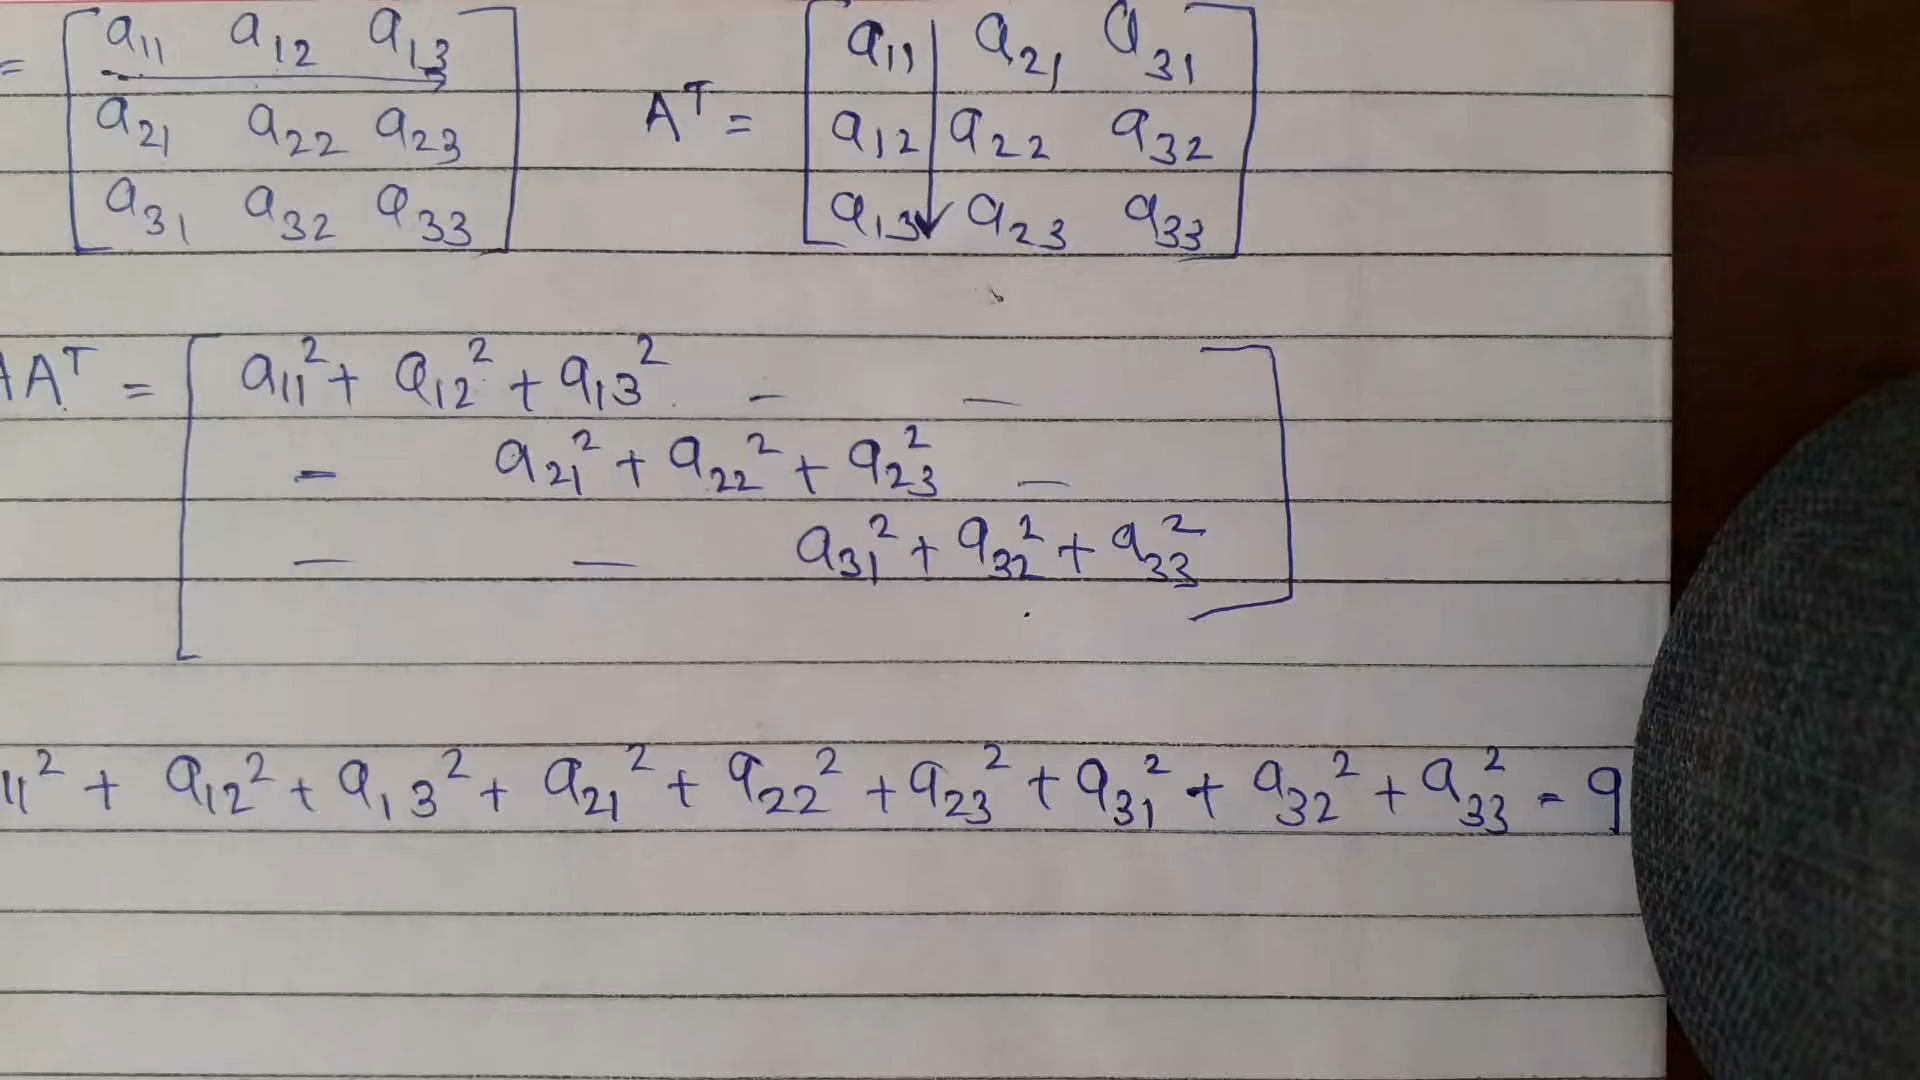 = [ a11 a12 a13
a21 a22 a23
a31 a32 a33 ]
A^T = [ a11 a21 a31
a12 a22 a32
a13 a23 a33 ]
AA^T = [ a11² + a12² + a13² – –
– a21² + a22² + a23² –
– – a31² + a32² + a33² ]
11² + a12² + a13² + a21² + a22² + a23² + a31² + a32² + a33² = 9